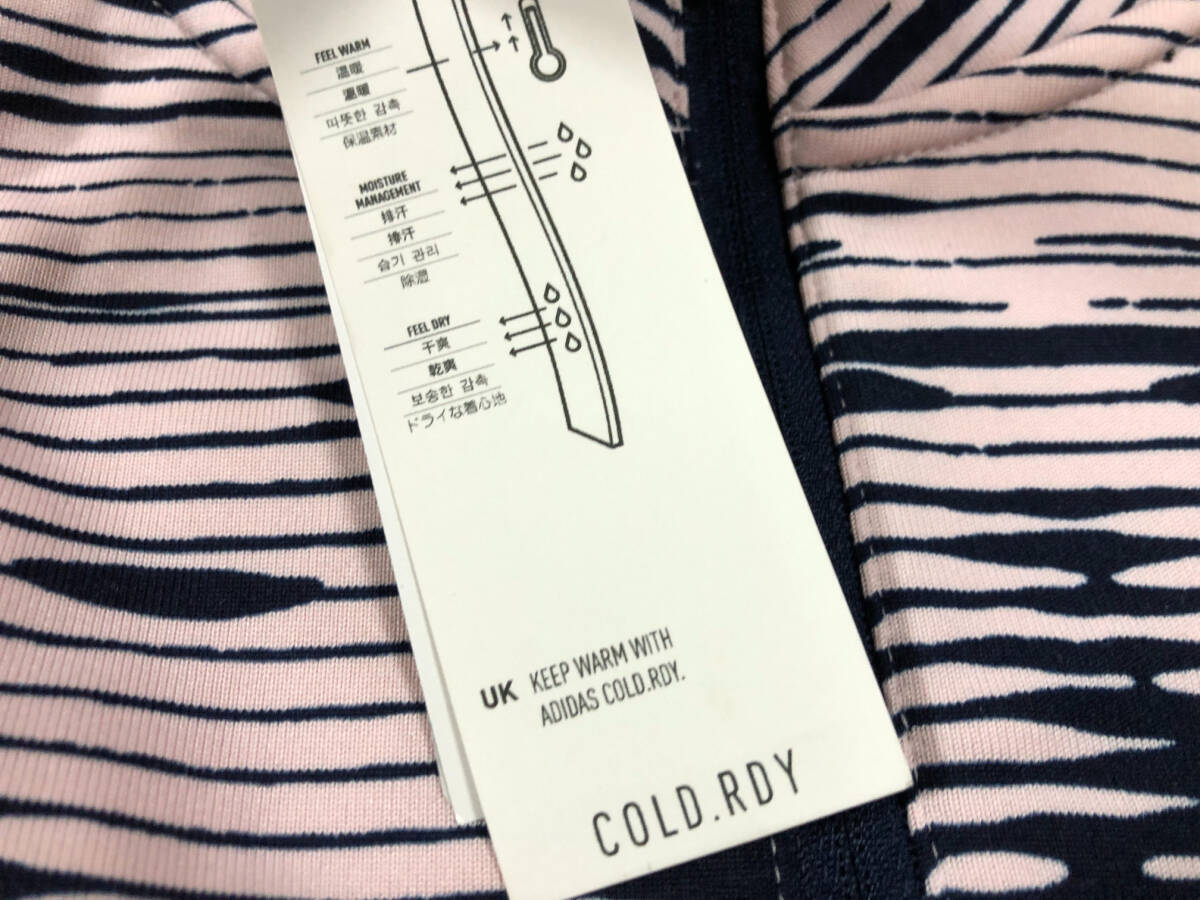 FEEL WARM
温暖
溫暖
따뜻한 감촉
保温素材
MOISTURE
MANAGEMENT
排汗
排汗
습기 관리
除湿
FEEL DRY
干爽
乾爽
보송한 감촉
ドライな着心地
UK KEEP WARM WITH
ADIDAS COLD.RDY.
COLD.RDY